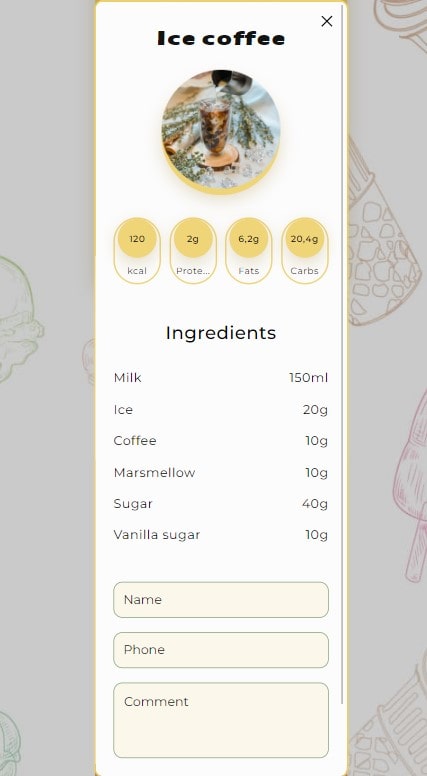 Ice coffee
120
2g
6,2g
20,4g
kcal
Prote...
Fats
Carbs
Ingredients
Milk 150ml
Ice 20g
Coffee 10g
Marsmellow 10g
Sugar 40g
Vanilla sugar 10g
Name
Phone
Comment